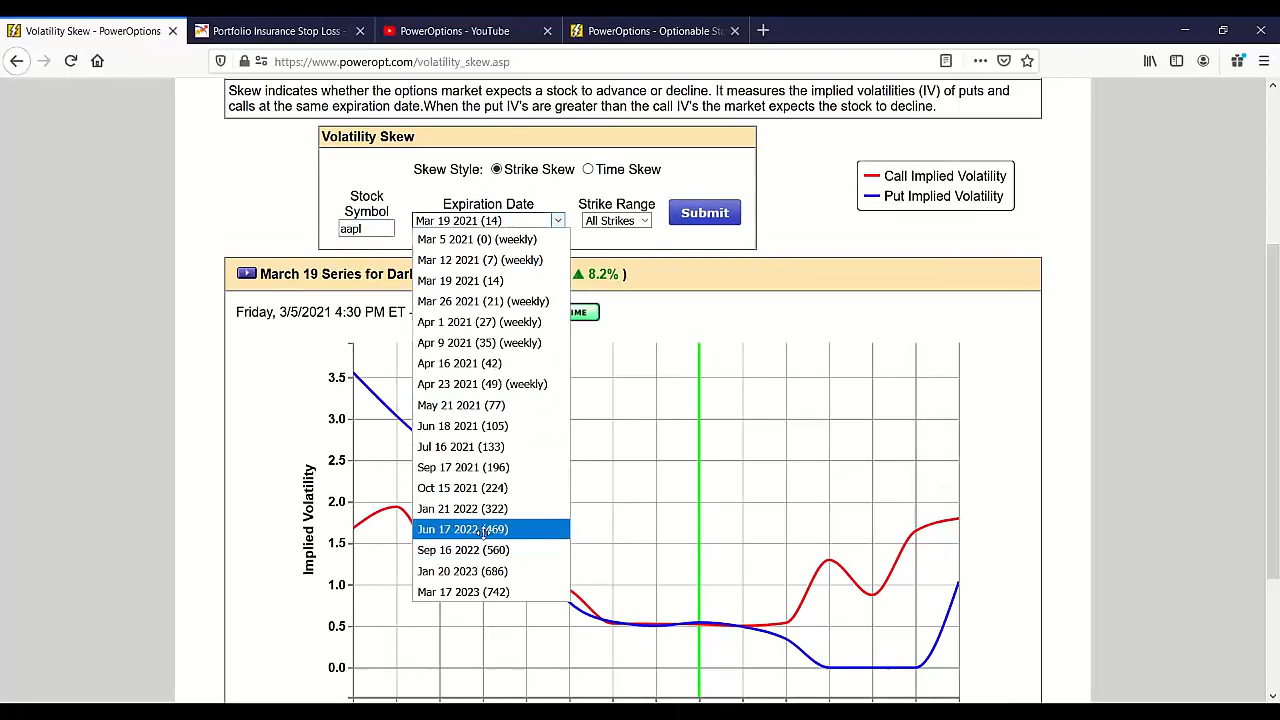 Volatility Skew - PowerOptions
Portfolio Insurance Stop Loss -
PowerOptions - YouTube
PowerOptions - Optionable Sto
https://www.poweropt.com/volatility_skew.asp
Skew indicates whether the options market expects a stock to advance or decline. It measures the implied volatilities (IV) of puts and
calls at the same expiration date.When the put IV's are greater than the call IV's the market expects the stock to decline.
Volatility Skew
Skew Style: Strike Skew Time Skew
Stock
Symbol
Expiration Date
Strike Range
aapl
Mar 19 2021 (14)
All Strikes
Submit
Call Implied Volatility
Put Implied Volatility
Mar 5 2021 (0) (weekly)
Mar 12 2021 (7) (weekly)
Mar 19 2021 (14)
Mar 26 2021 (21) (weekly)
Apr 1 2021 (27) (weekly)
Apr 9 2021 (35) (weekly)
Apr 16 2021 (42)
Apr 23 2021 (49) (weekly)
May 21 2021 (77)
Jun 18 2021 (105)
Jul 16 2021 (133)
Sep 17 2021 (196)
Oct 15 2021 (224)
Jan 21 2022 (322)
Jun 17 2022 (469)
Sep 16 2022 (560)
Jan 20 2023 (686)
Mar 17 2023 (742)
March 19 Series for Dar
▲ 8.2% )
Friday, 3/5/2021 4:30 PM ET -
IME
Implied Volatility
3.5
3.0
2.5
2.0
1.5
1.0
0.5
0.0